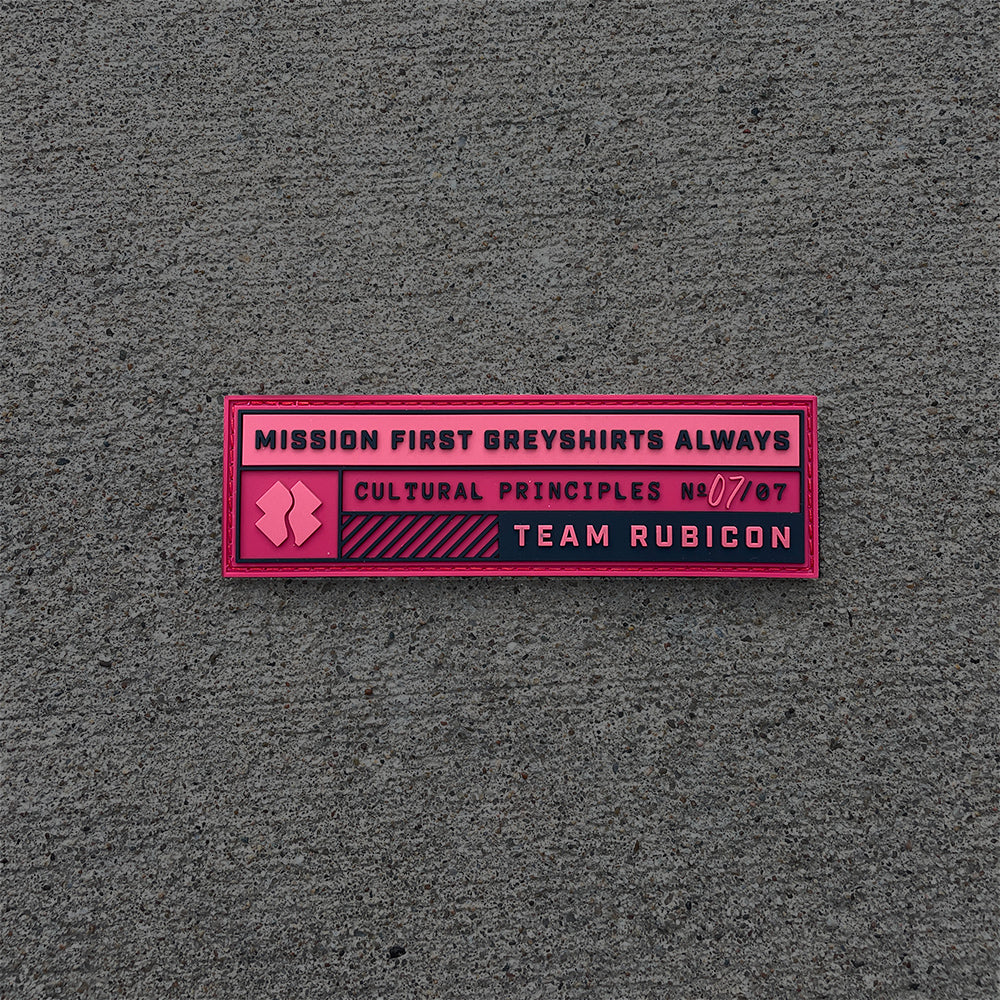 MISSION FIRST GREYSHIRTS ALWAYS
CULTURAL PRINCIPLES Nº07/07
TEAM RUBICON